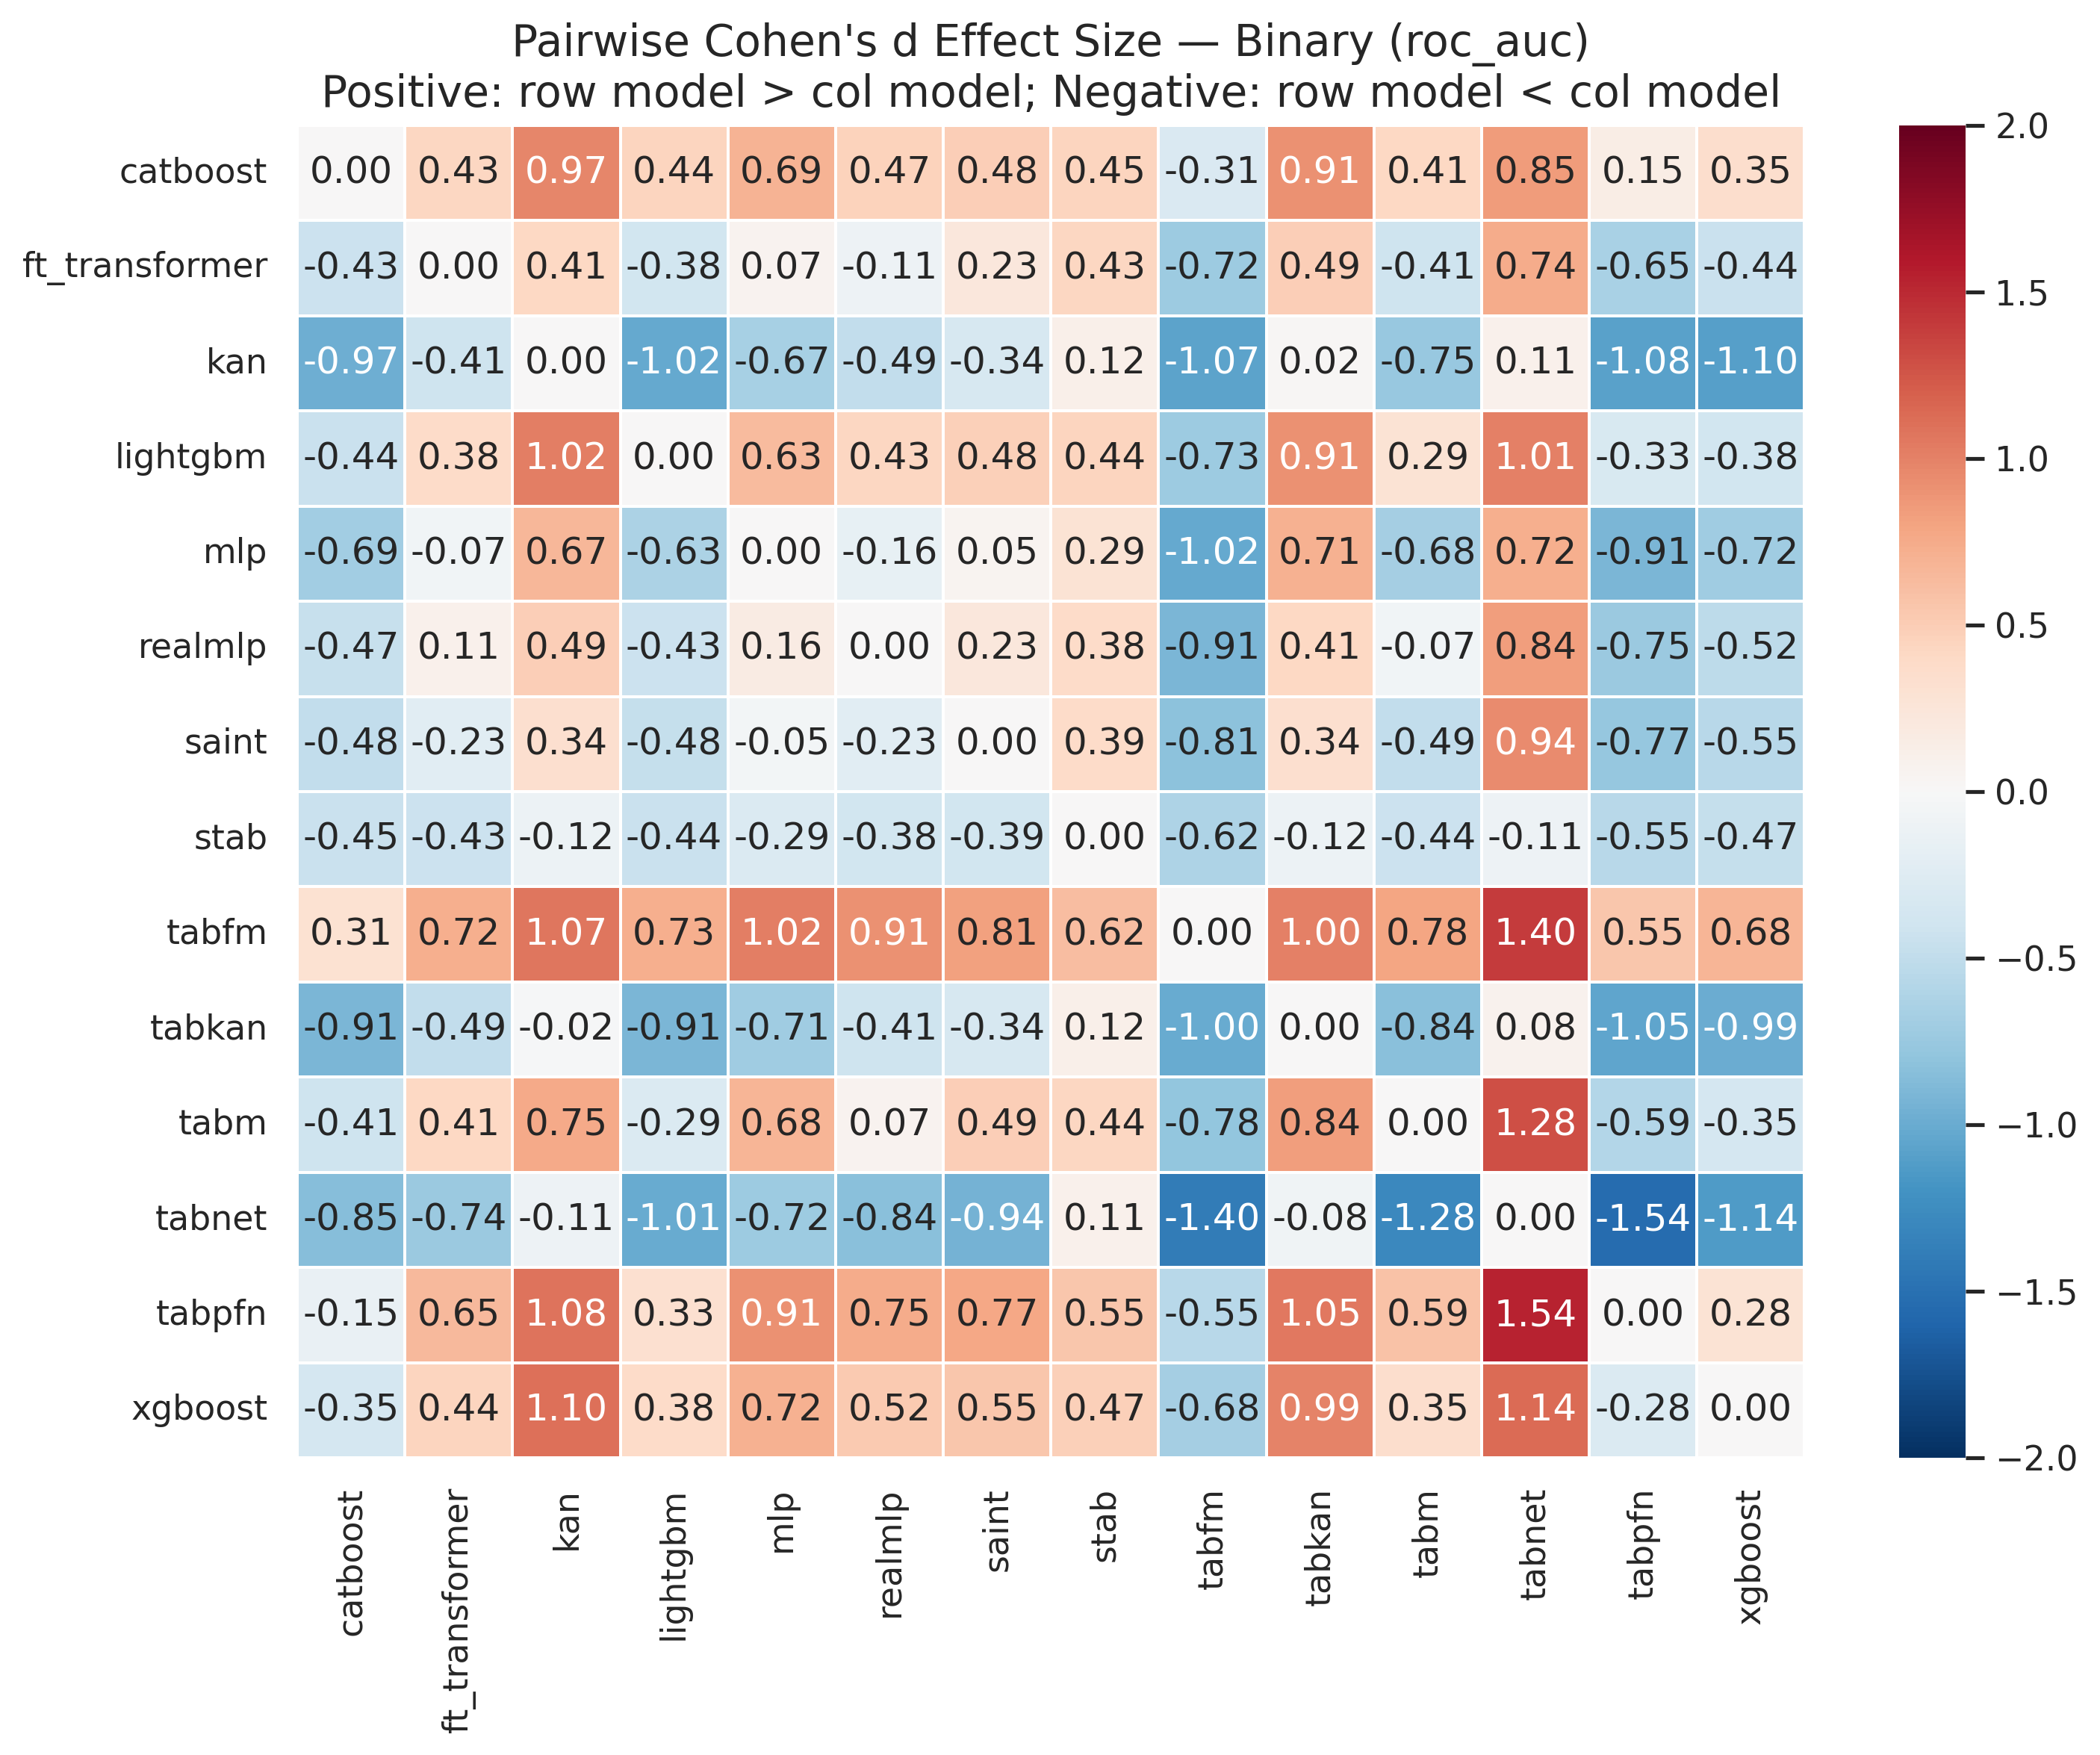 Pairwise Cohen's d Effect Size — Binary (roc_auc)
Positive: row model > col model; Negative: row model < col model
catboost 0.00 0.43 0.97 0.44 0.69 0.47 0.48 0.45 -0.31 0.91 0.41 0.85 0.15 0.35
ft_transformer -0.43 0.00 0.41 -0.38 0.07 -0.11 0.23 0.43 -0.72 0.49 -0.41 0.74 -0.65 -0.44
kan -0.97 -0.41 0.00 -1.02 -0.67 -0.49 -0.34 0.12 -1.07 0.02 -0.75 0.11 -1.08 -1.10
lightgbm -0.44 0.38 1.02 0.00 0.63 0.43 0.48 0.44 -0.73 0.91 0.29 1.01 -0.33 -0.38
mlp -0.69 -0.07 0.67 -0.63 0.00 -0.16 0.05 0.29 -1.02 0.71 -0.68 0.72 -0.91 -0.72
realmlp -0.47 0.11 0.49 -0.43 0.16 0.00 0.23 0.38 -0.91 0.41 -0.07 0.84 -0.75 -0.52
saint -0.48 -0.23 0.34 -0.48 -0.05 -0.23 0.00 0.39 -0.81 0.34 -0.49 0.94 -0.77 -0.55
stab -0.45 -0.43 -0.12 -0.44 -0.29 -0.38 -0.39 0.00 -0.62 -0.12 -0.44 -0.11 -0.55 -0.47
tabfm 0.31 0.72 1.07 0.73 1.02 0.91 0.81 0.62 0.00 1.00 0.78 1.40 0.55 0.68
tabkan -0.91 -0.49 -0.02 -0.91 -0.71 -0.41 -0.34 0.12 -1.00 0.00 -0.84 0.08 -1.05 -0.99
tabm -0.41 0.41 0.75 -0.29 0.68 0.07 0.49 0.44 -0.78 0.84 0.00 1.28 -0.59 -0.35
tabnet -0.85 -0.74 -0.11 -1.01 -0.72 -0.84 -0.94 0.11 -1.40 -0.08 -1.28 0.00 -1.54 -1.14
tabpfn -0.15 0.65 1.08 0.33 0.91 0.75 0.77 0.55 -0.55 1.05 0.59 1.54 0.00 0.28
xgboost -0.35 0.44 1.10 0.38 0.72 0.52 0.55 0.47 -0.68 0.99 0.35 1.14 -0.28 0.00
catboost
ft_transformer
kan
lightgbm
mlp
realmlp
saint
stab
tabfm
tabkan
tabm
tabnet
tabpfn
xgboost
2.0
1.5
1.0
0.5
0.0
−0.5
−1.0
−1.5
−2.0